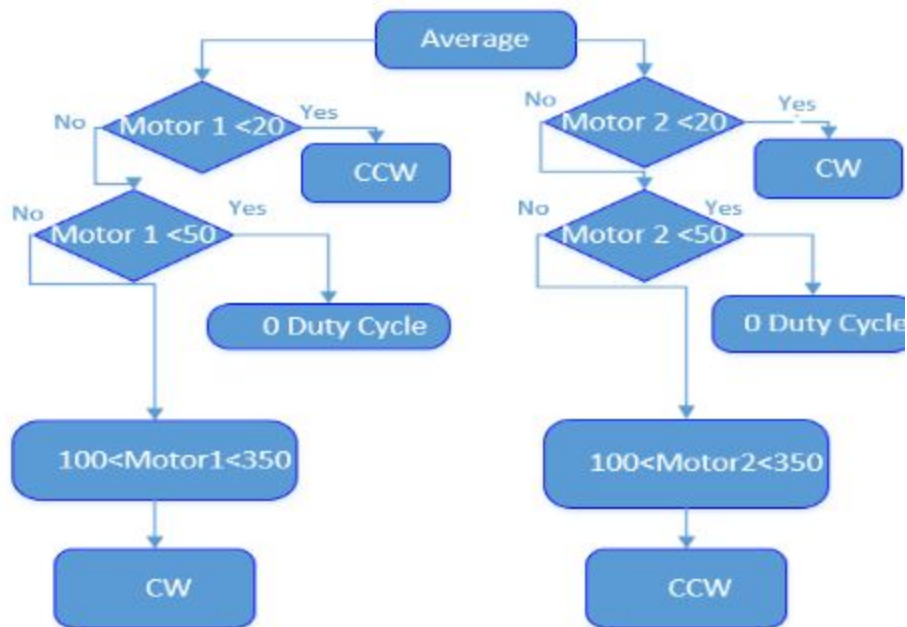 Average
No
Motor 1 <20
Yes
CCW
No
Motor 1 <50
Yes
0 Duty Cycle
100<Motor1<350
CW
No
Motor 2 <20
Yes
CW
No
Motor 2 <50
Yes
0 Duty Cycle
100<Motor2<350
CCW